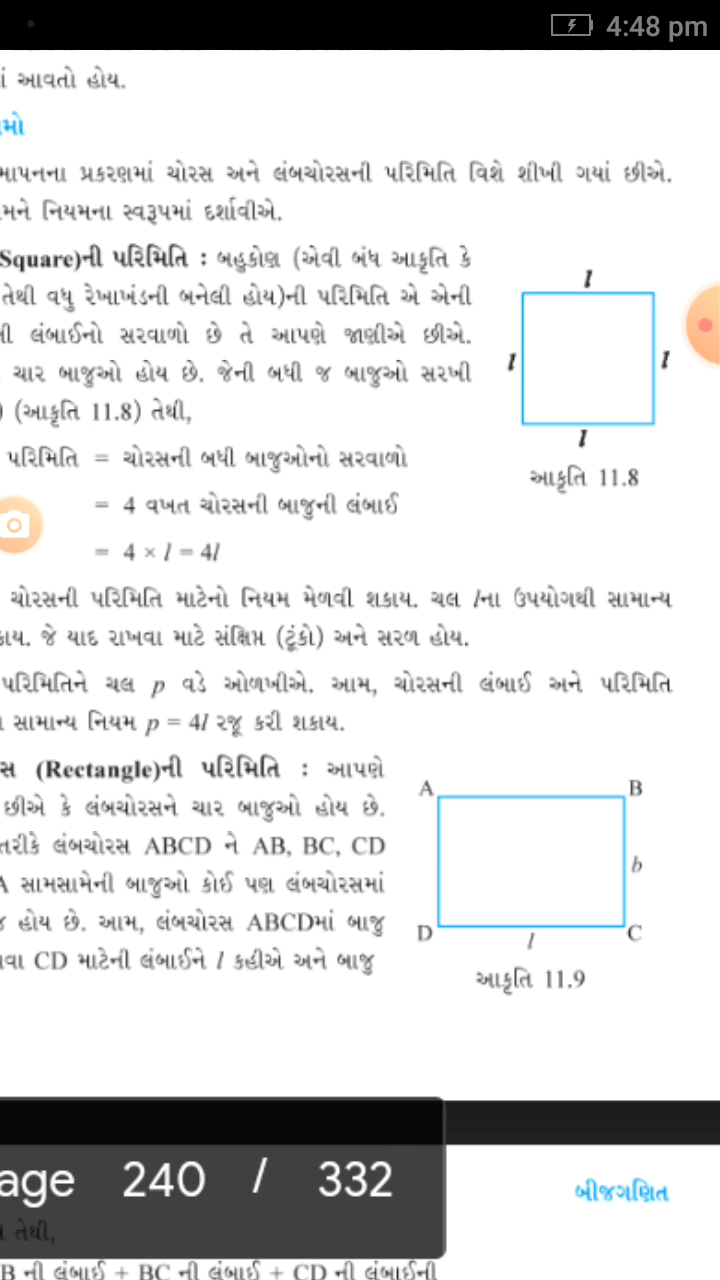 4:48 pm
આવતો હોય.
માપનના પ્રકરણમાં ચોરસ અને લંબચોરસની પરિમિતિ વિશે શીખી ગયાં છીએ.
મને નિયમના સ્વરૂપમાં દર્શાવીએ.
Square)ની પરિમિતિ : બહુકોણ (એવી બંધ આકૃતિ કે
તેથી વધુ રેખાખંડની બનેલી હોય)ની પરિમિતિ એ એની
ની લંબાઈનો સરવાળો છે તે આપણે જાણીએ છીએ.
ચાર બાજુઓ હોય છે. જેની બધી જ બાજુઓ સરખી
) (આકૃતિ 11.8) તેથી,
l
l
l
l
આકૃતિ 11.8
પરિમિતિ = ચોરસની બધી બાજુઓનો સરવાળો
= 4 વખત ચોરસની બાજુની લંબાઈ
= 4 × l = 4l
ચોરસની પરિમિતિ માટેનો નિયમ મેળવી શકાય. ચલ lના ઉપયોગથી સામાન્ય
કાય. જે યાદ રાખવા માટે સંક્ષિપ્ત (ટૂંકો) અને સરળ હોય.
પરિમિતિને ચલ p વડે ઓળખીએ. આમ, ચોરસની લંબાઈ અને પરિમિતિ
સામાન્ય નિયમ p = 4l રજૂ કરી શકાય.
સ (Rectangle)ની પરિમિતિ : આપણે
છીએ કે લંબચોરસને ચાર બાજુઓ હોય છે.
તરીકે લંબચોરસ ABCD ને AB, BC, CD
A સામસામેની બાજુઓ કોઈ પણ લંબચોરસમાં
જ હોય છે. આમ, લંબચોરસ ABCDમાં બાજુ
વા CD માટેની લંબાઈને l કહીએ અને બાજુ
A
B
b
D
C
l
આકૃતિ 11.9
age 240 / 332
બીજગણિત
તેથી,
B ની લંબાઈ + BC ની લંબાઈ + CD ની લંબાઈની